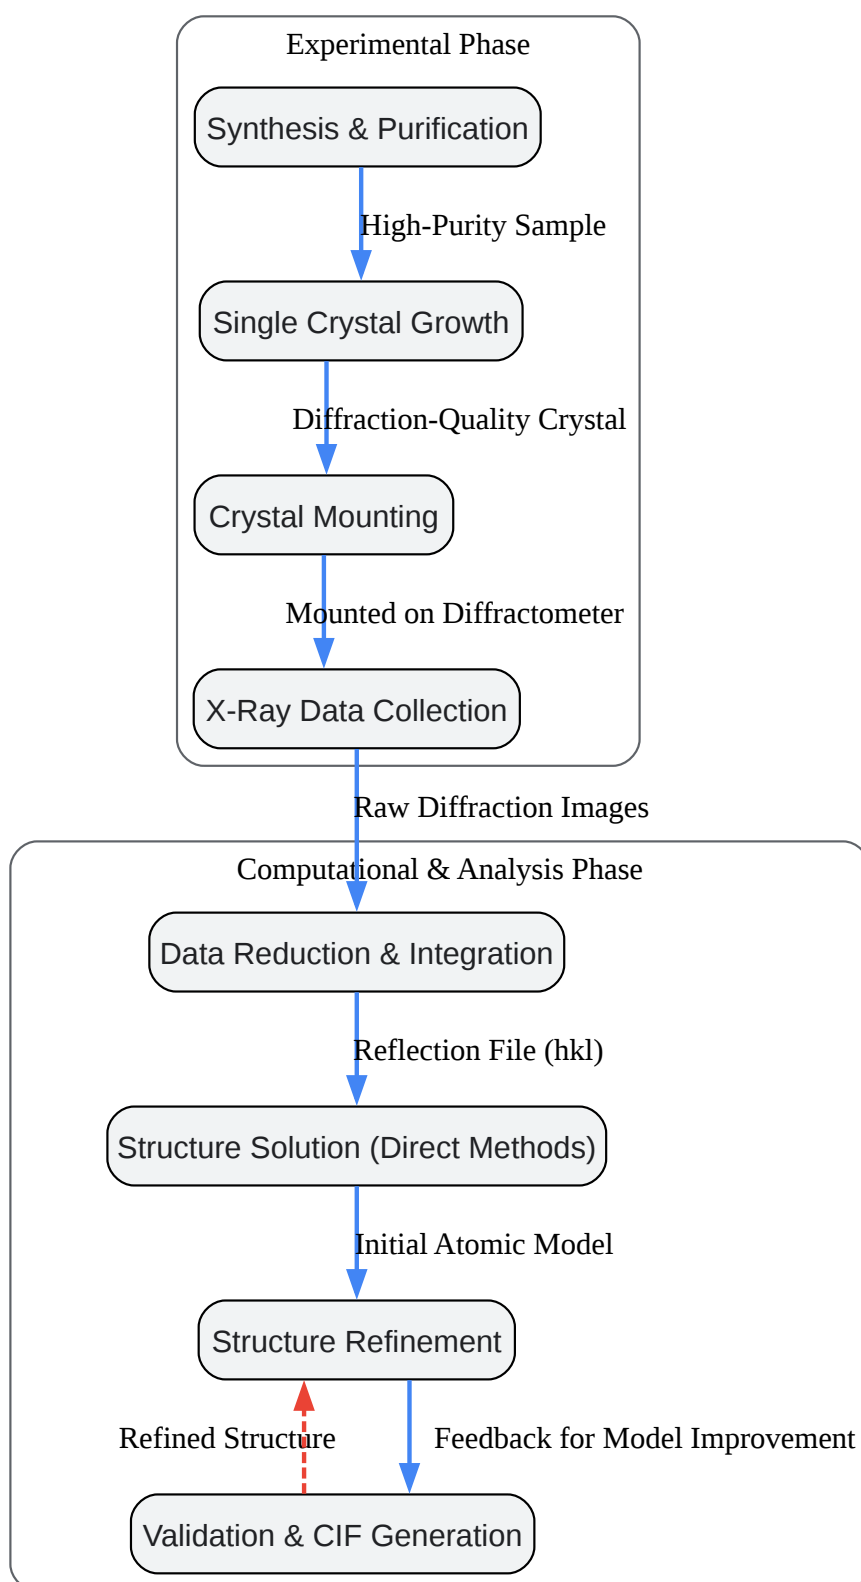 Experimental Phase
Synthesis & Purification
High-Purity Sample
Single Crystal Growth
Diffraction-Quality Crystal
Crystal Mounting
Mounted on Diffractometer
X-Ray Data Collection
Raw Diffraction Images
Computational & Analysis Phase
Data Reduction & Integration
Reflection File (hkl)
Structure Solution (Direct Methods)
Initial Atomic Model
Structure Refinement
Refined Structure
Feedback for Model Improvement
Validation & CIF Generation